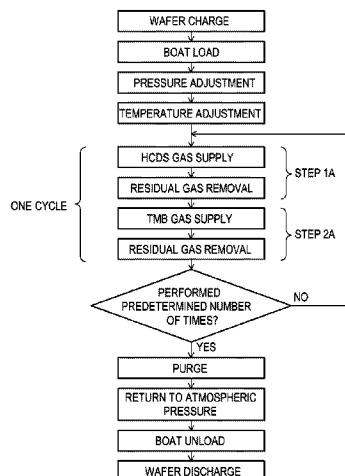 WAFER CHARGE
BOAT LOAD
PRESSURE ADJUSTMENT
TEMPERATURE ADJUSTMENT
HCDS GAS SUPPLY
STEP 1A
RESIDUAL GAS REMOVAL
ONE CYCLE
TMB GAS SUPPLY
STEP 2A
RESIDUAL GAS REMOVAL
PERFORMED
PREDETERMINED NUMBER
OF TIMES?
NO
YES
PURGE
RETURN TO ATMOSPHERIC
PRESSURE
BOAT UNLOAD
WAFER DISCHARGE